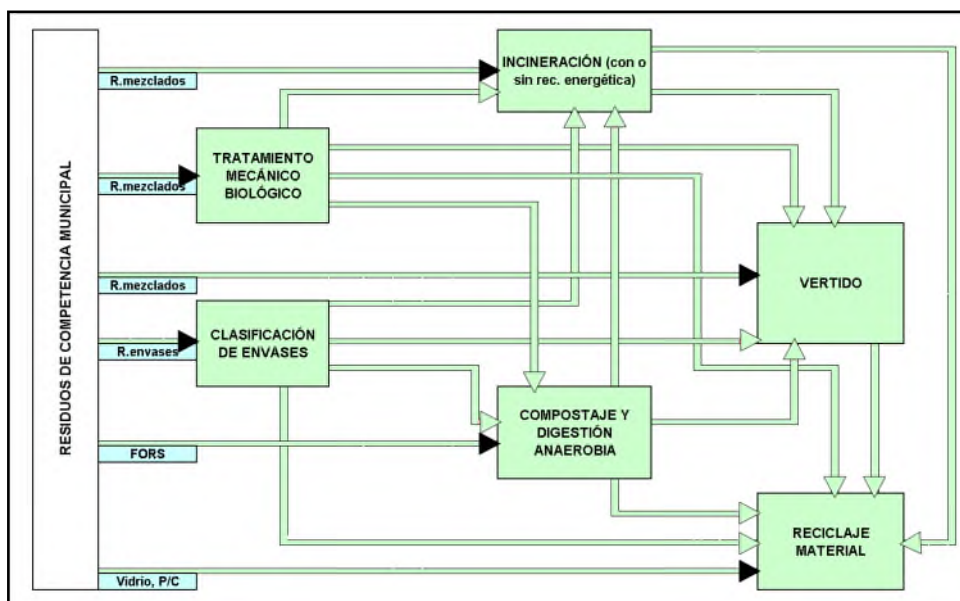 RESIDUOS DE COMPETENCIA MUNICIPAL
R.mezclados
INCINERACIÓN (con o
sin rec. energética)
R.mezclados
TRATAMIENTO
MECÁNICO
BIOLÓGICO
R.mezclados
VERTIDO
R.envases
CLASIFICACIÓN
DE ENVASES
FORS
COMPOSTAJE Y
DIGESTIÓN
ANAEROBIA
Vidrio, P/C
RECICLAJE
MATERIAL